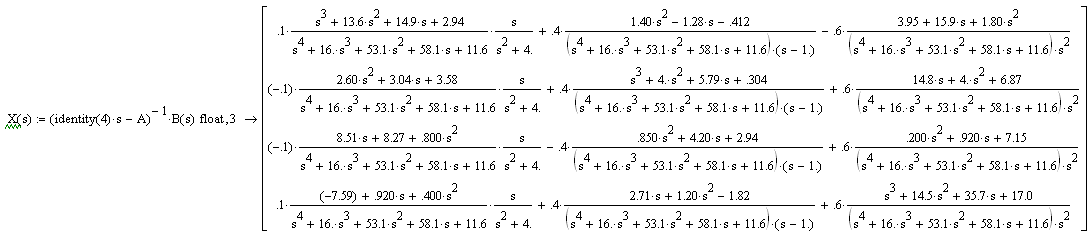 X(s) := (identity(4)·s − A)^−1·B(s) float,3 →
.1·(s^3 + 13.6·s^2 + 14.9·s + 2.94)/(s^4 + 16.·s^3 + 53.1·s^2 + 58.1·s + 11.6)·s/(s^2 + 4.) + .4·(1.40·s^2 − 1.28·s − .412)/((s^4 + 16.·s^3 + 53.1·s^2 + 58.1·s + 11.6)·(s − 1.)) − .6·(3.95 + 15.9·s + 1.80·s^2)/((s^4 + 16.·s^3 + 53.1·s^2 + 58.1·s + 11.6)·s^2)
(−.1)·(2.60·s^2 + 3.04·s + 3.58)/(s^4 + 16.·s^3 + 53.1·s^2 + 58.1·s + 11.6)·s/(s^2 + 4.) + .4·(s^3 + 4.·s^2 + 5.79·s + .304)/((s^4 + 16.·s^3 + 53.1·s^2 + 58.1·s + 11.6)·(s − 1.)) + .6·(14.8·s + 4.·s^2 + 6.87)/((s^4 + 16.·s^3 + 53.1·s^2 + 58.1·s + 11.6)·s^2)
(−.1)·(8.51·s + 8.27 + .800·s^2)/(s^4 + 16.·s^3 + 53.1·s^2 + 58.1·s + 11.6)·s/(s^2 + 4.) − .4·(.850·s^2 + 4.20·s + 2.94)/((s^4 + 16.·s^3 + 53.1·s^2 + 58.1·s + 11.6)·(s − 1.)) + .6·(.200·s^2 + .920·s + 7.15)/((s^4 + 16.·s^3 + 53.1·s^2 + 58.1·s + 11.6)·s^2)
.1·((−7.59) + .920·s + .400·s^2)/(s^4 + 16.·s^3 + 53.1·s^2 + 58.1·s + 11.6)·s/(s^2 + 4.) + .4·(2.71·s + 1.20·s^2 − 1.82)/((s^4 + 16.·s^3 + 53.1·s^2 + 58.1·s + 11.6)·(s − 1.)) + .6·(s^3 + 14.5·s^2 + 35.7·s + 17.0)/((s^4 + 16.·s^3 + 53.1·s^2 + 58.1·s + 11.6)·s^2)